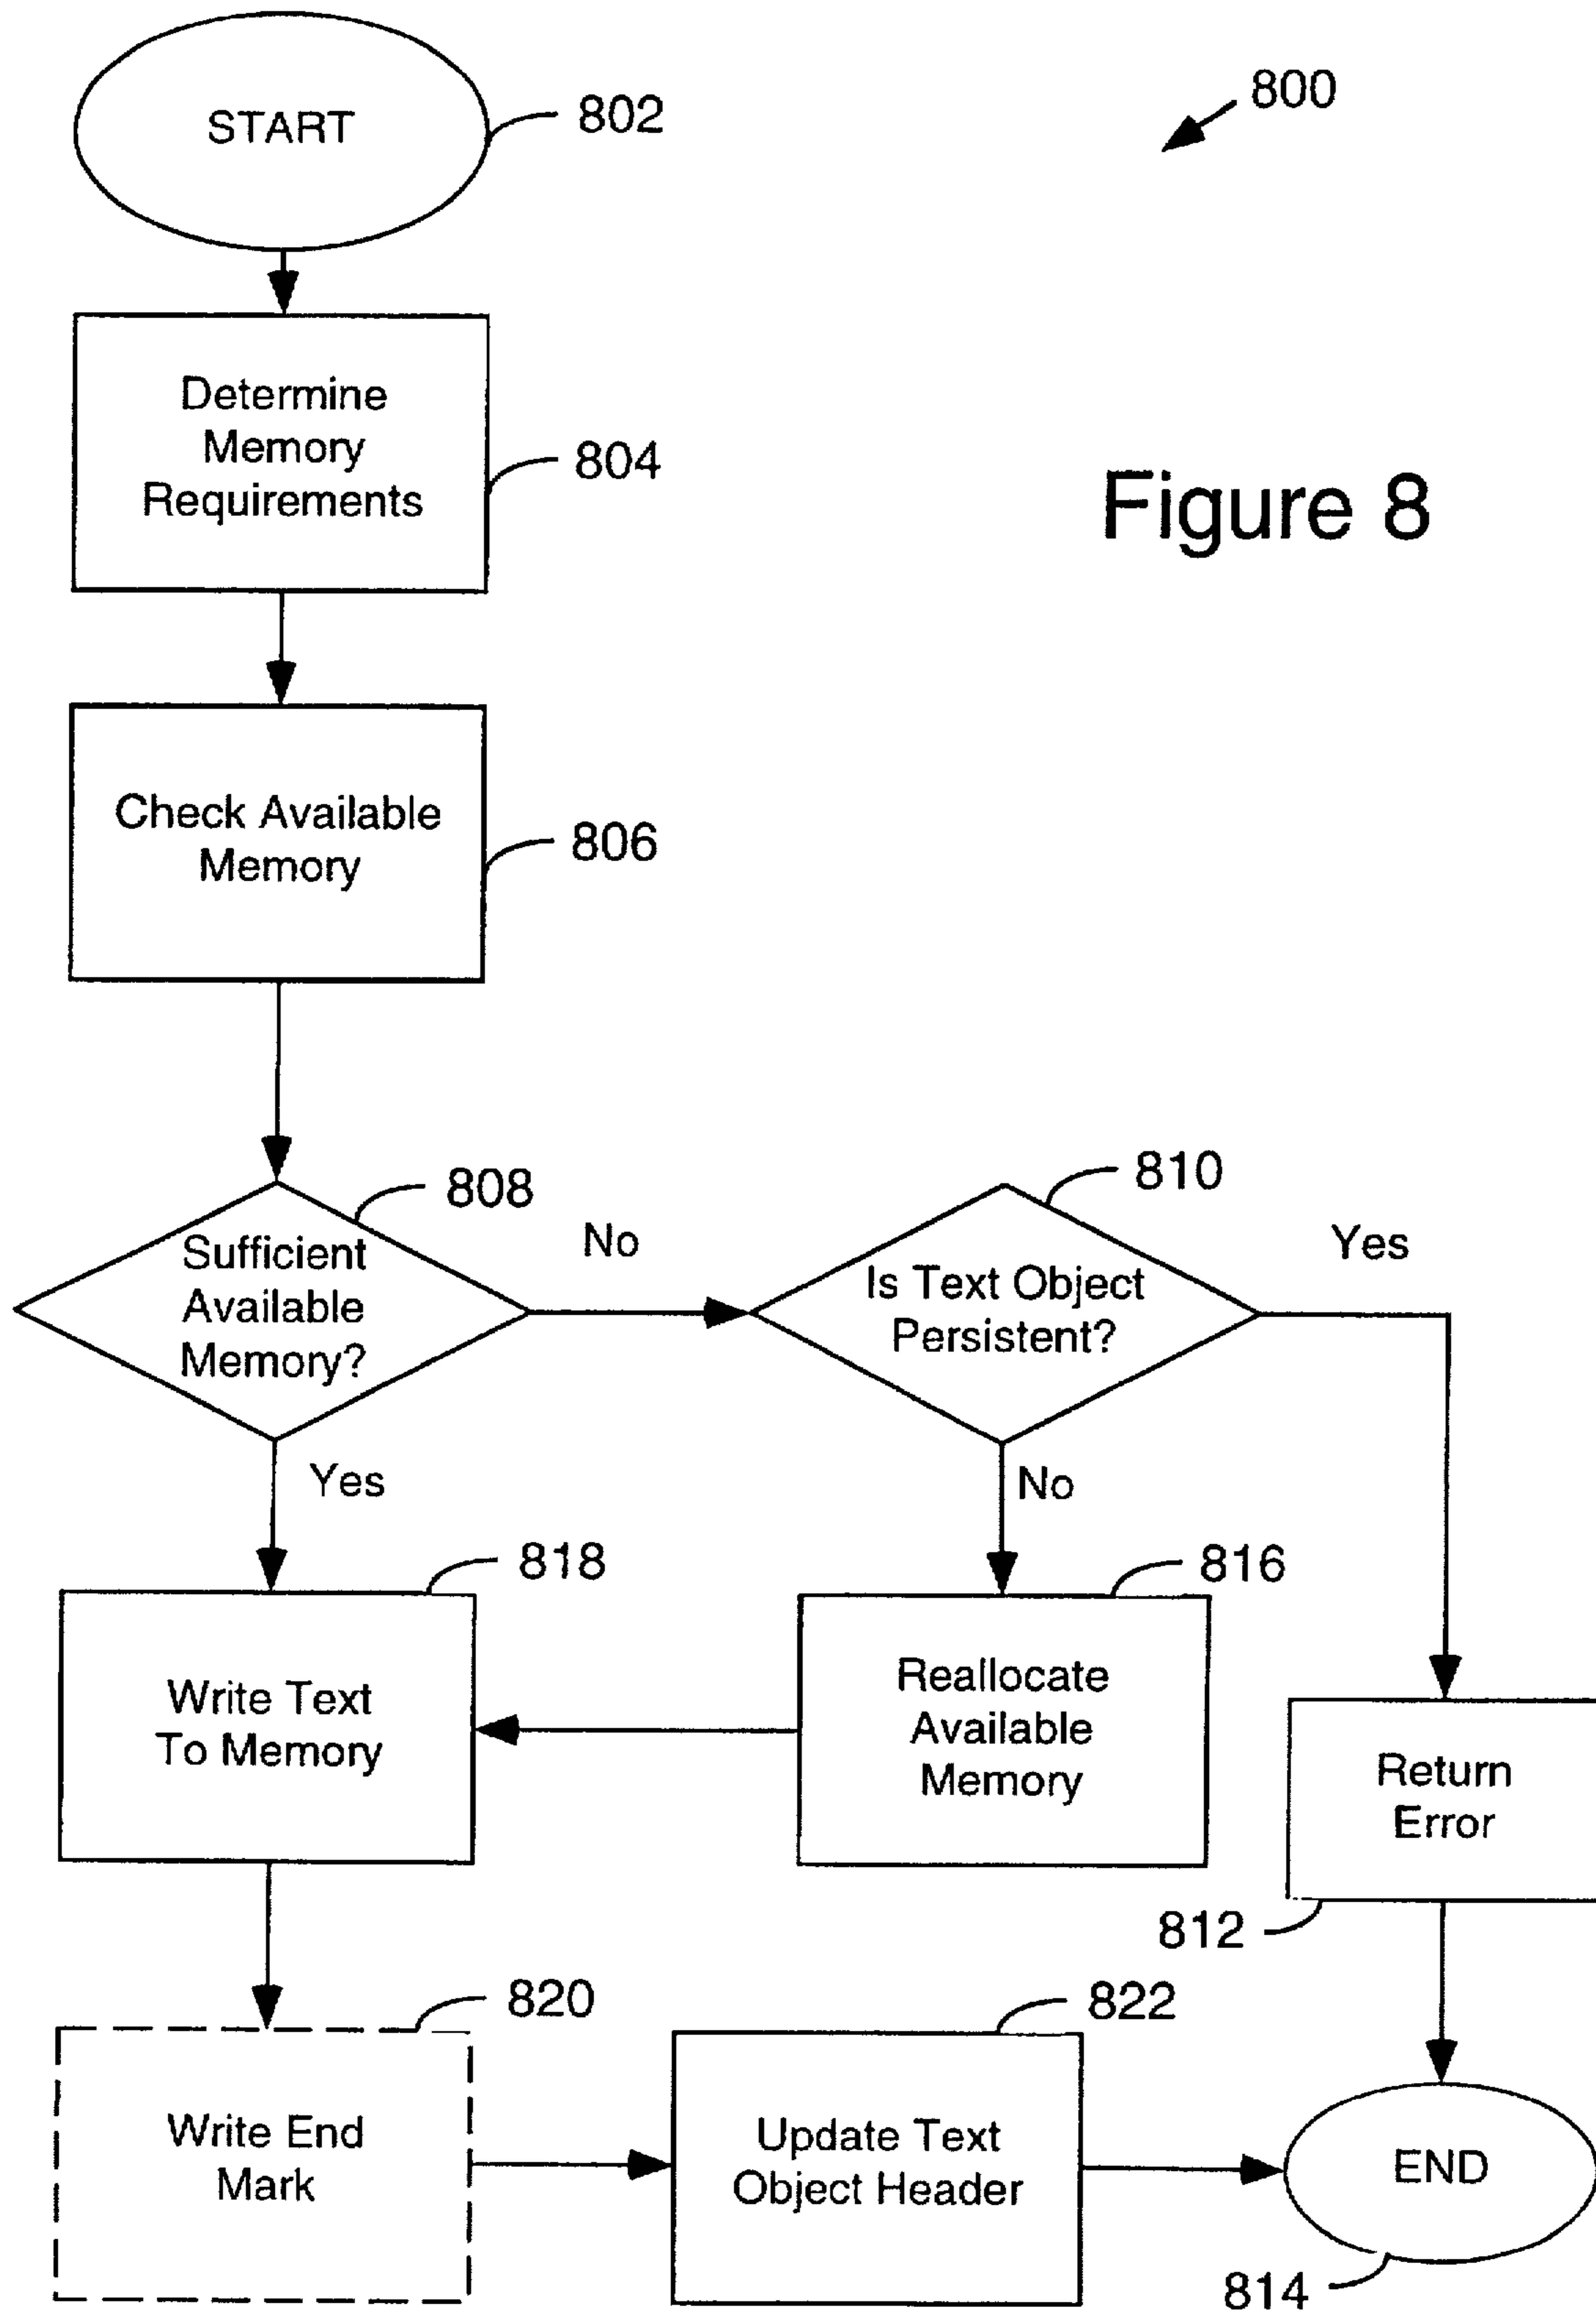 START
802
800
Determine
Memory
Requirements
804
Figure 8
Check Available
Memory
806
808
Sufficient
Available
Memory?
No
810
Is Text Object
Persistent?
Yes
Yes
No
818
Write Text
To Memory
816
Reallocate
Available
Memory
Return
Error
812
820
Write End
Mark
822
Update Text
Object Header
END
814